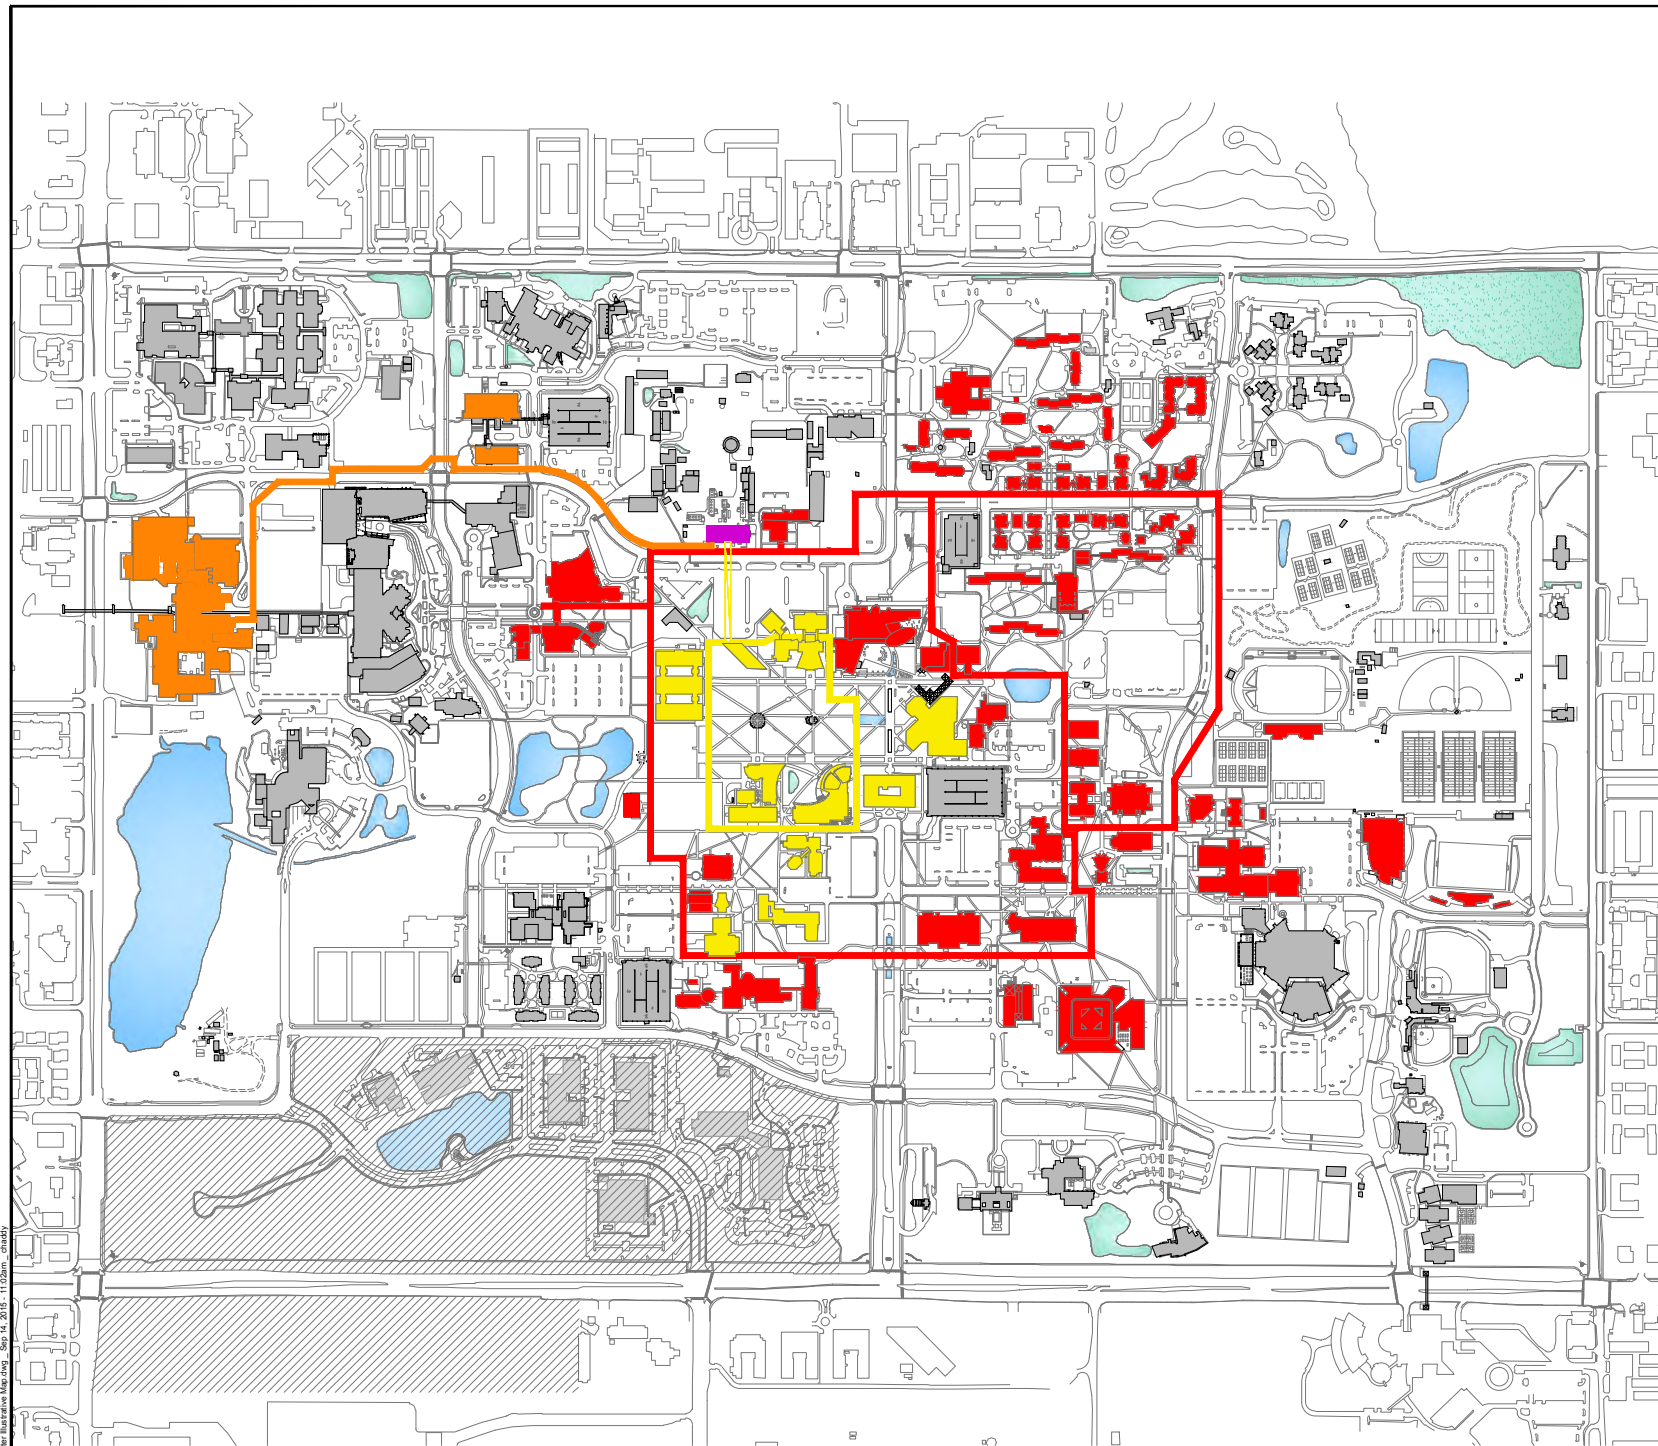 ter Illustrative Map.dwg _ Sep 14, 2015 - 11:02am _ chaddy